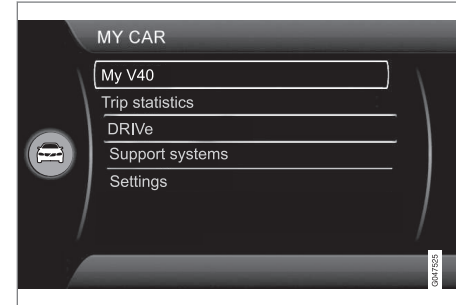 MY CAR
My V40
Trip statistics
DRIVe
Support systems
Settings
G047525